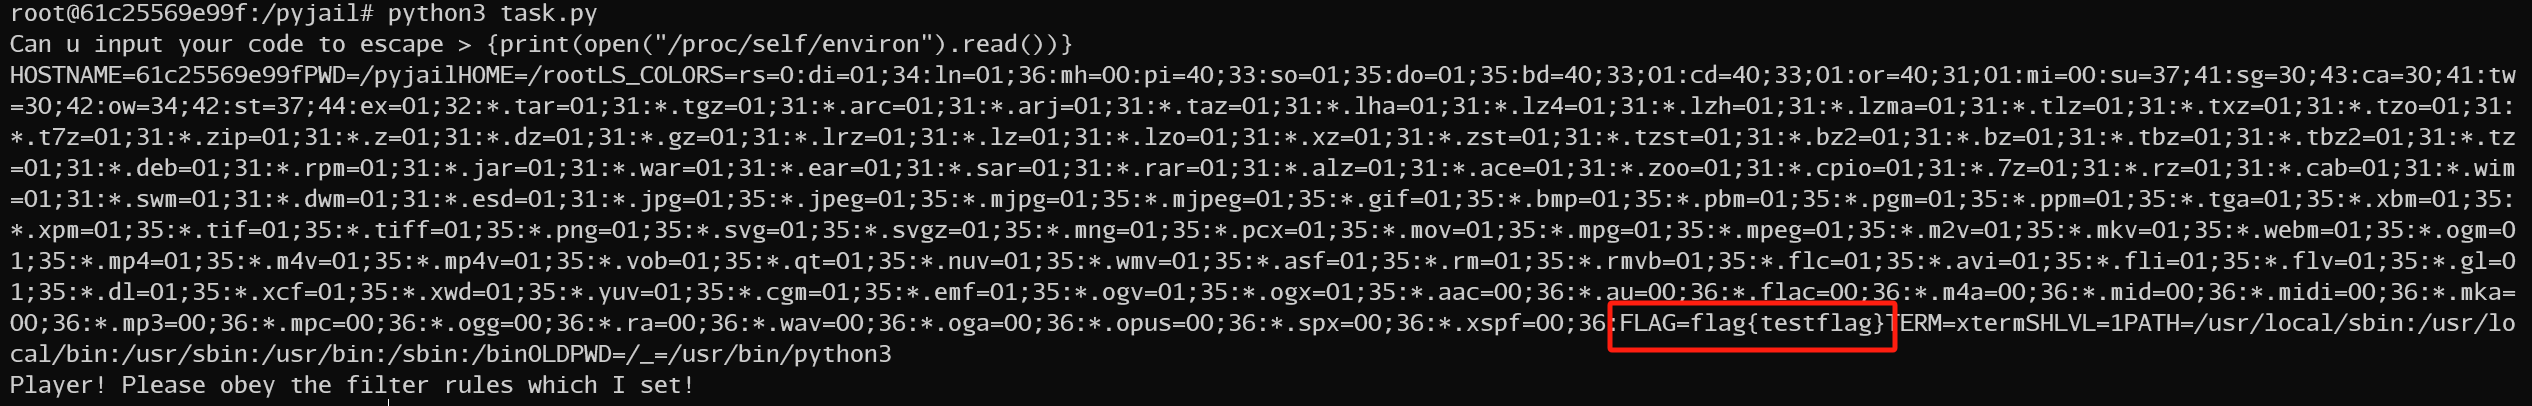 root@61c25569e99f:/pyjail# python3 task.py
Can u input your code to escape > {print(open("/proc/self/environ").read())}
HOSTNAME=61c25569e99fPWD=/pyjailHOME=/rootLS_COLORS=rs=0:di=01;34:ln=01;36:mh=00:pi=40;33:so=01;35:do=01;35:bd=40;33;01:cd=40;33;01:or=40;31;01:mi=00:su=37;41:sg=30;43:ca=30;41:tw
=30;42:ow=34;42:st=37;44:ex=01;32:*.tar=01;31:*.tgz=01;31:*.arc=01;31:*.arj=01;31:*.taz=01;31:*.lha=01;31:*.lz4=01;31:*.lzh=01;31:*.lzma=01;31:*.tlz=01;31:*.txz=01;31:*.tzo=01;31:
*.t7z=01;31:*.zip=01;31:*.z=01;31:*.dz=01;31:*.gz=01;31:*.lrz=01;31:*.lz=01;31:*.lzo=01;31:*.xz=01;31:*.zst=01;31:*.tzst=01;31:*.bz2=01;31:*.bz=01;31:*.tbz=01;31:*.tbz2=01;31:*.tz
=01;31:*.deb=01;31:*.rpm=01;31:*.jar=01;31:*.war=01;31:*.ear=01;31:*.sar=01;31:*.rar=01;31:*.alz=01;31:*.ace=01;31:*.zoo=01;31:*.cpio=01;31:*.7z=01;31:*.rz=01;31:*.cab=01;31:*.wim
=01;31:*.swm=01;31:*.dwm=01;31:*.esd=01;31:*.jpg=01;35:*.jpeg=01;35:*.mjpg=01;35:*.mjpeg=01;35:*.gif=01;35:*.bmp=01;35:*.pbm=01;35:*.pgm=01;35:*.ppm=01;35:*.tga=01;35:*.xbm=01;35:
*.xpm=01;35:*.tif=01;35:*.tiff=01;35:*.png=01;35:*.svg=01;35:*.svgz=01;35:*.mng=01;35:*.pcx=01;35:*.mov=01;35:*.mpg=01;35:*.mpeg=01;35:*.m2v=01;35:*.mkv=01;35:*.webm=01;35:*.ogm=0
1;35:*.mp4=01;35:*.m4v=01;35:*.mp4v=01;35:*.vob=01;35:*.qt=01;35:*.nuv=01;35:*.wmv=01;35:*.asf=01;35:*.rm=01;35:*.rmvb=01;35:*.flc=01;35:*.avi=01;35:*.fli=01;35:*.flv=01;35:*.gl=0
1;35:*.dl=01;35:*.xcf=01;35:*.xwd=01;35:*.yuv=01;35:*.cgm=01;35:*.emf=01;35:*.ogv=01;35:*.ogx=01;35:*.aac=00;36:*.au=00;36:*.flac=00;36:*.m4a=00;36:*.mid=00;36:*.midi=00;36:*.mka=
00;36:*.mp3=00;36:*.mpc=00;36:*.ogg=00;36:*.ra=00;36:*.wav=00;36:*.oga=00;36:*.opus=00;36:*.spx=00;36:*.xspf=00;36:FLAG=flag{testflag}TERM=xtermSHLVL=1PATH=/usr/local/sbin:/usr/lo
cal/bin:/usr/sbin:/usr/bin:/sbin:/binOLDPWD=/_=/usr/bin/python3
Player! Please obey the filter rules which I set!